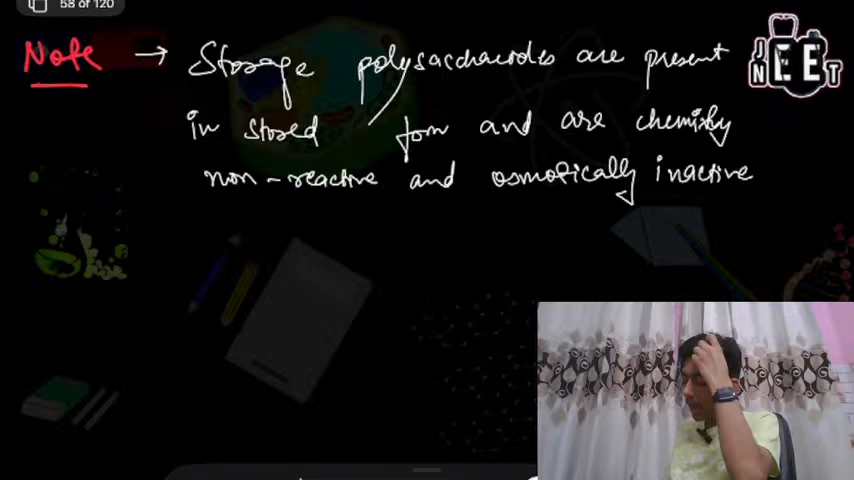 58 of 120
Note → Storage polysaccharides are present
in stored form and are chemically
non-reactive and osmotically inactive
J NEET